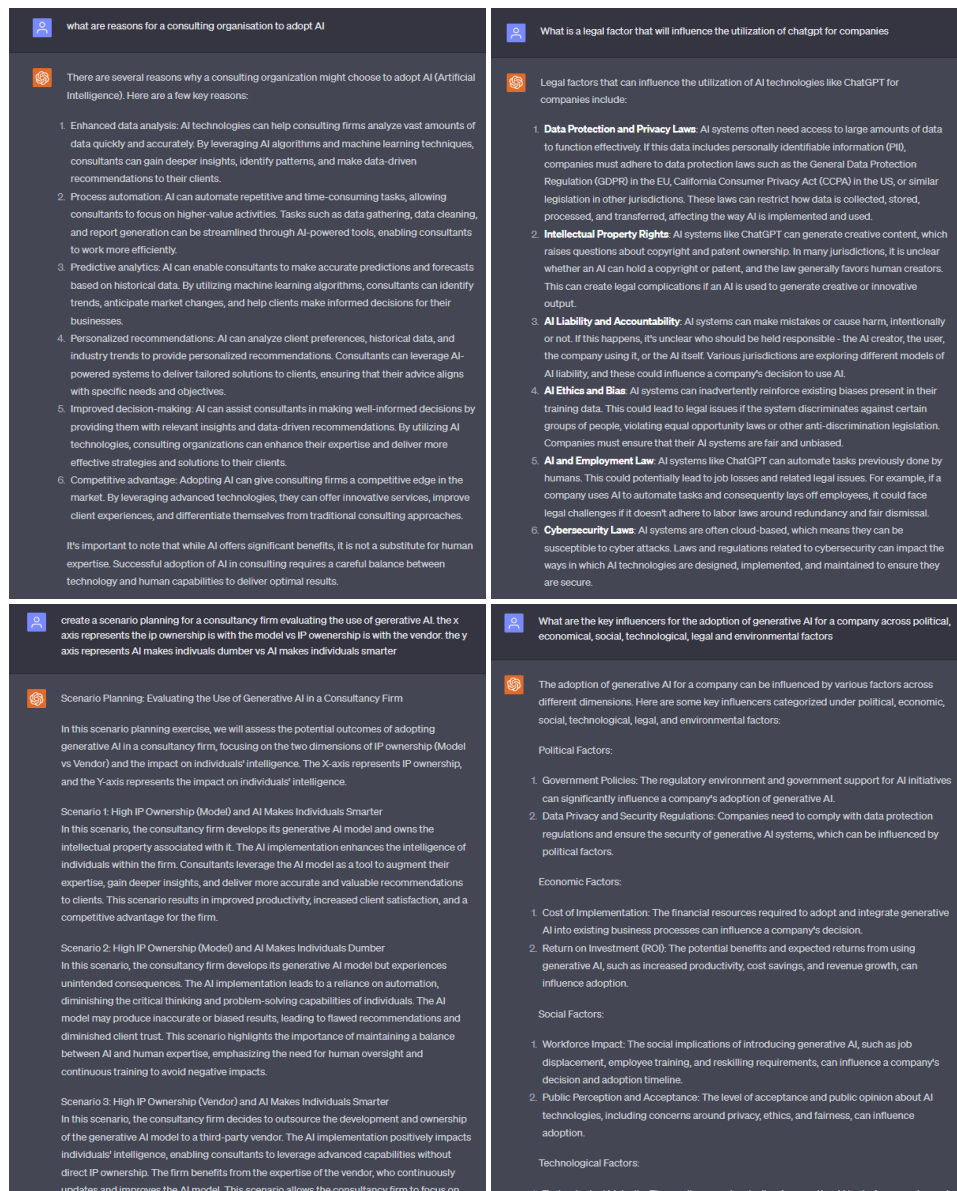 what are reasons for a consulting organisation to adopt AI
There are several reasons why a consulting organization might choose to adopt AI (Artificial
Intelligence). Here are a few key reasons:
1. Enhanced data analysis: AI technologies can help consulting firms analyze vast amounts of
data quickly and accurately. By leveraging AI algorithms and machine learning techniques,
consultants can gain deeper insights, identify patterns, and make data-driven
recommendations to their clients.
2. Process automation: AI can automate repetitive and time-consuming tasks, allowing
consultants to focus on higher-value activities. Tasks such as data gathering, data cleaning,
and report generation can be streamlined through AI-powered tools, enabling consultants
to work more efficiently.
3. Predictive analytics: AI can enable consultants to make accurate predictions and forecasts
based on historical data. By utilizing machine learning algorithms, consultants can identify
trends, anticipate market changes, and help clients make informed decisions for their
businesses.
4. Personalized recommendations: AI can analyze client preferences, historical data, and
industry trends to provide personalized recommendations. Consultants can leverage AI-
powered systems to deliver tailored solutions to clients, ensuring that their advice aligns
with specific needs and objectives.
5. Improved decision-making: AI can assist consultants in making well-informed decisions by
providing them with relevant insights and data-driven recommendations. By utilizing AI
technologies, consulting organizations can enhance their expertise and deliver more
effective strategies and solutions to their clients.
6. Competitive advantage: Adopting AI can give consulting firms a competitive edge in the
market. By leveraging advanced technologies, they can offer innovative services, improve
client experiences, and differentiate themselves from traditional consulting approaches.
It's important to note that while AI offers significant benefits, it is not a substitute for human
expertise. Successful adoption of AI in consulting requires a careful balance between
technology and human capabilities to deliver optimal results.
What is a legal factor that will influence the utilization of chatgpt for companies
Legal factors that can influence the utilization of AI technologies like ChatGPT for
companies include:
1. Data Protection and Privacy Laws: AI systems often need access to large amounts of data
to function effectively. If this data includes personally identifiable information (PII),
companies must adhere to data protection laws such as the General Data Protection
Regulation (GDPR) in the EU, California Consumer Privacy Act (CCPA) in the US, or similar
legislation in other jurisdictions. These laws can restrict how data is collected, stored,
processed, and transferred, affecting the way AI is implemented and used.
2. Intellectual Property Rights: AI systems like ChatGPT can generate creative content, which
raises questions about copyright and patent ownership. In many jurisdictions, it is unclear
whether an AI can hold a copyright or patent, and the law generally favors human creators.
This can create legal complications if an AI is used to generate creative or innovative
output.
3. AI Liability and Accountability: AI systems can make mistakes or cause harm, intentionally
or not. If this happens, it's unclear who should be held responsible - the AI creator, the user,
the company using it, or the AI itself. Various jurisdictions are exploring different models of
AI liability, and these could influence a company's decision to use AI.
4. AI Ethics and Bias: AI systems can inadvertently reinforce existing biases present in their
training data. This could lead to legal issues if the system discriminates against certain
groups of people, violating equal opportunity laws or other anti-discrimination legislation.
Companies must ensure that their AI systems are fair and unbiased.
5. AI and Employment Law: AI systems like ChatGPT can automate tasks previously done by
humans. This could potentially lead to job losses and related legal issues. For example, if a
company uses AI to automate tasks and consequently lays off employees, it could face
legal challenges if it doesn't adhere to labor laws around redundancy and fair dismissal.
6. Cybersecurity Laws: AI systems are often cloud-based, which means they can be
susceptible to cyber attacks. Laws and regulations related to cybersecurity can impact the
ways in which AI technologies are designed, implemented, and maintained to ensure they
are secure.
create a scenario planning for a consultancy firm evaluating the use of gererative AI. the x
axis represents the ip ownership is with the model vs IP owenership is with the vendor. the y
axis represents AI makes indivuals dumber vs AI makes individuals smarter
Scenario Planning: Evaluating the Use of Generative AI in a Consultancy Firm
In this scenario planning exercise, we will assess the potential outcomes of adopting
generative AI in a consultancy firm, focusing on the two dimensions of IP ownership (Model
vs Vendor) and the impact on individuals' intelligence. The X-axis represents IP ownership,
and the Y-axis represents the impact on individuals' intelligence.
Scenario 1: High IP Ownership (Model) and AI Makes Individuals Smarter
In this scenario, the consultancy firm develops its generative AI model and owns the
intellectual property associated with it. The AI implementation enhances the intelligence of
individuals within the firm. Consultants leverage the AI model as a tool to augment their
expertise, gain deeper insights, and deliver more accurate and valuable recommendations
to clients. This scenario results in improved productivity, increased client satisfaction, and a
competitive advantage for the firm.
Scenario 2: High IP Ownership (Model) and AI Makes Individuals Dumber
In this scenario, the consultancy firm develops its generative AI model but experiences
unintended consequences. The AI implementation leads to a reliance on automation,
diminishing the critical thinking and problem-solving capabilities of individuals. The AI
model may produce inaccurate or biased results, leading to flawed recommendations and
diminished client trust. This scenario highlights the importance of maintaining a balance
between AI and human expertise, emphasizing the need for human oversight and
continuous training to avoid negative impacts.
Scenario 3: High IP Ownership (Vendor) and AI Makes Individuals Smarter
In this scenario, the consultancy firm decides to outsource the development and ownership
of the generative AI model to a third-party vendor. The AI implementation positively impacts
individuals' intelligence, enabling consultants to leverage advanced capabilities without
direct IP ownership. The firm benefits from the expertise of the vendor, who continuously
updates and improves the AI model. This scenario allows the consultancy firm to focus on
What are the key influencers for the adoption of generative AI for a company across political,
economical, social, technological, legal and environmental factors
The adoption of generative AI for a company can be influenced by various factors across
different dimensions. Here are some key influencers categorized under political, economic,
social, technological, legal, and environmental factors:
Political Factors:
1. Government Policies: The regulatory environment and government support for AI initiatives
can significantly influence a company's adoption of generative AI.
2. Data Privacy and Security Regulations: Companies need to comply with data protection
regulations and ensure the security of generative AI systems, which can be influenced by
political factors.
Economic Factors:
1. Cost of Implementation: The financial resources required to adopt and integrate generative
AI into existing business processes can influence a company's decision.
2. Return on Investment (ROI): The potential benefits and expected returns from using
generative AI, such as increased productivity, cost savings, and revenue growth, can
influence adoption.
Social Factors:
1. Workforce Impact: The social implications of introducing generative AI, such as job
displacement, employee training, and reskilling requirements, can influence a company's
decision and adoption timeline.
2. Public Perception and Acceptance: The level of acceptance and public opinion about AI
technologies, including concerns around privacy, ethics, and fairness, can influence
adoption.
Technological Factors: